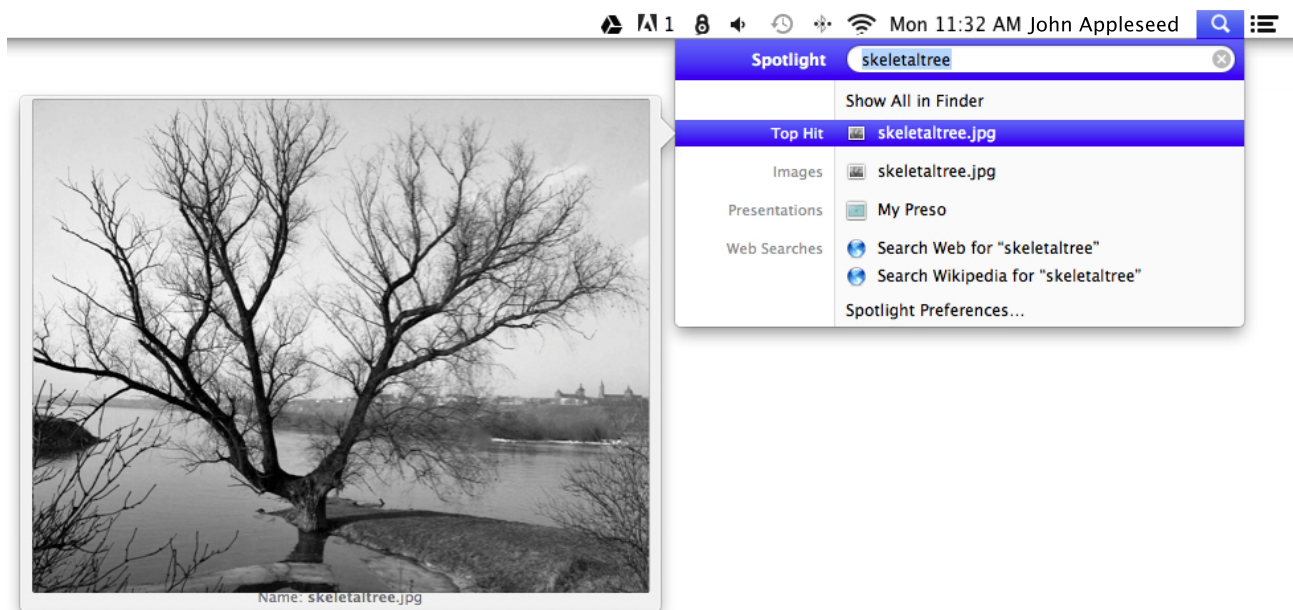 1 Mon 11:32 AM John Appleseed
Spotlight skeletaltree
Show All in Finder
Top Hit skeletaltree.jpg
Images skeletaltree.jpg
Presentations My Preso
Web Searches Search Web for “skeletaltree”
Search Wikipedia for “skeletaltree”
Spotlight Preferences…
Name: skeletaltree.jpg